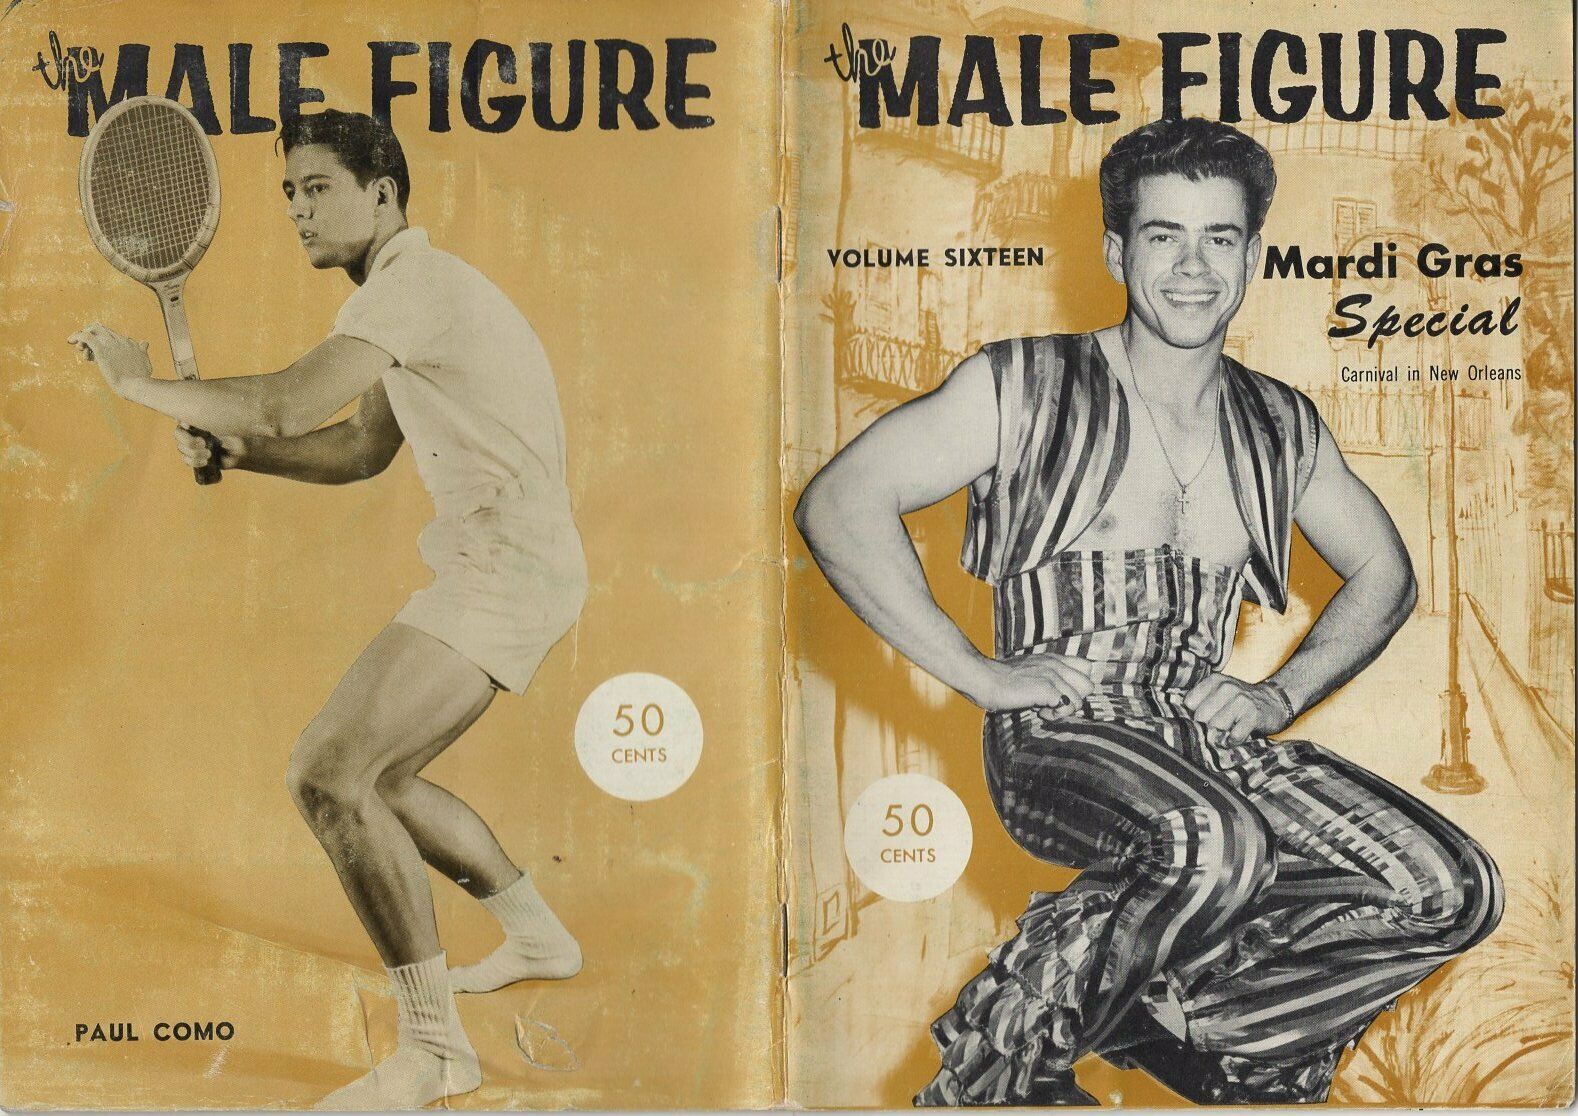 the MALE FIGURE
50
CENTS
PAUL COMO
the MALE FIGURE
VOLUME SIXTEEN
Mardi Gras
Special
Carnival in New Orleans
50
CENTS